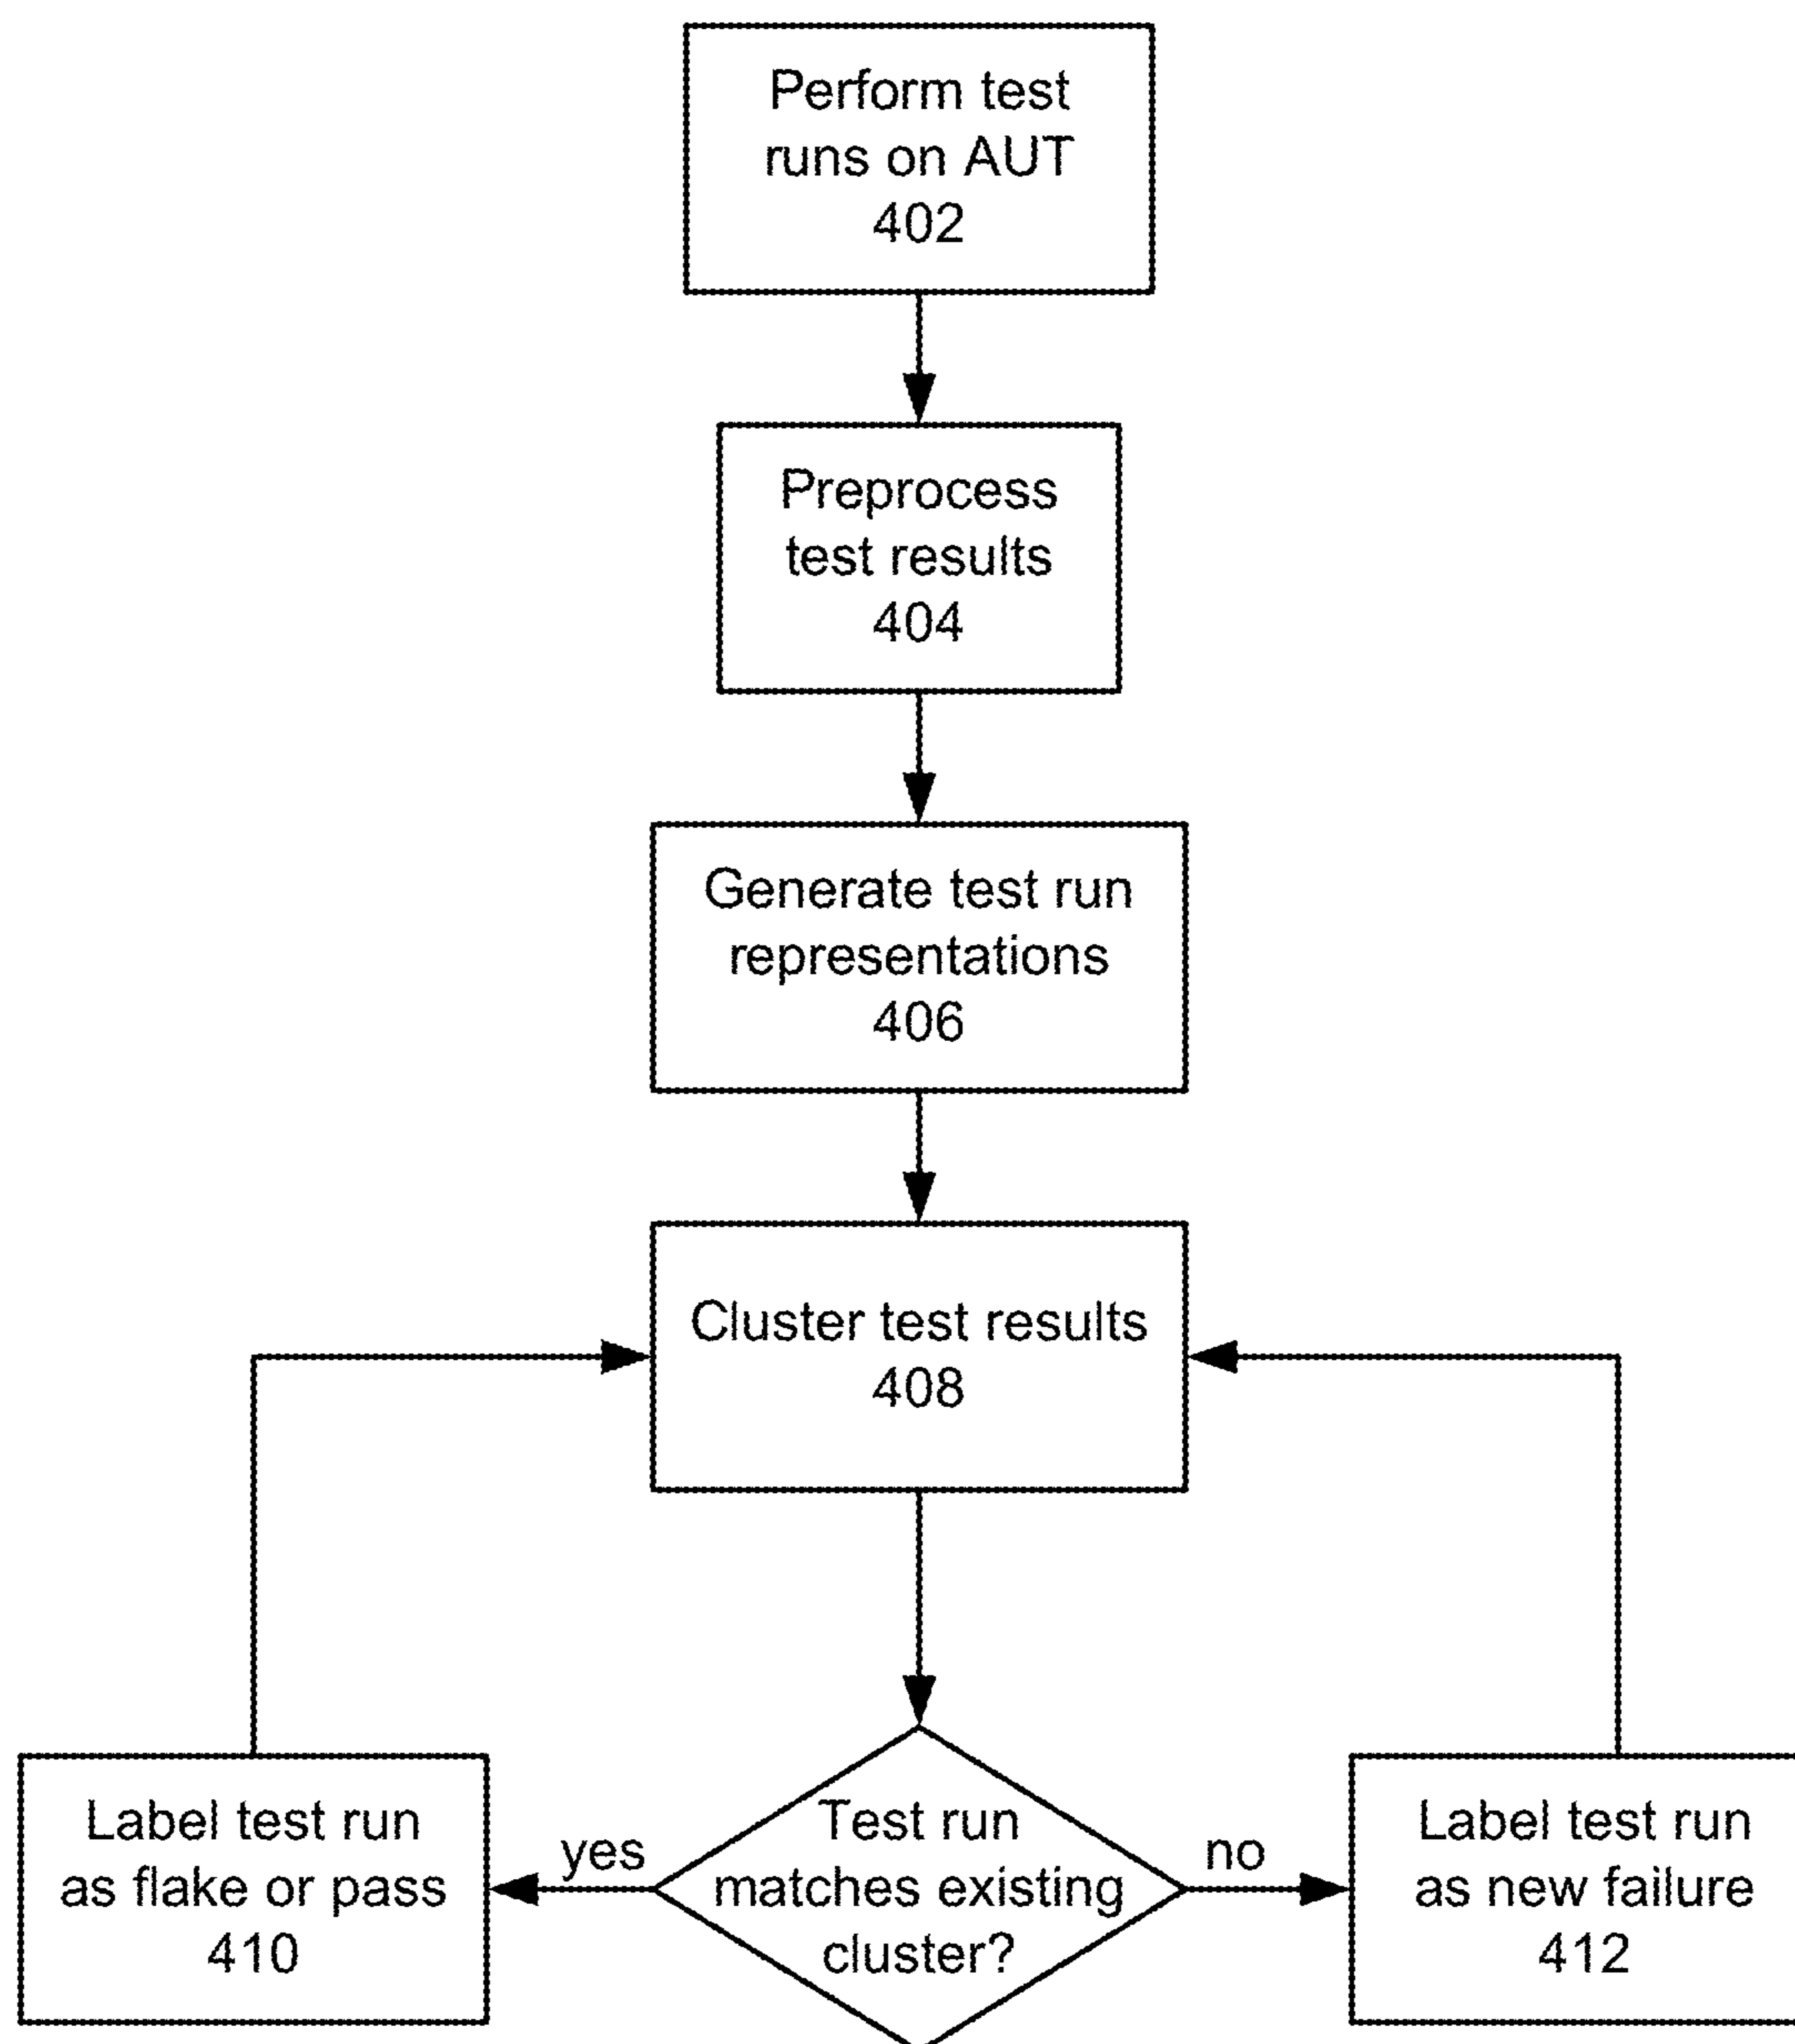 Perform test
runs on AUT
402
Preprocess
test results
404
Generate test run
representations
406
Cluster test results
408
Label test run
as flake or pass
410
yes
Test run
matches existing
cluster?
no
Label test run
as new failure
412